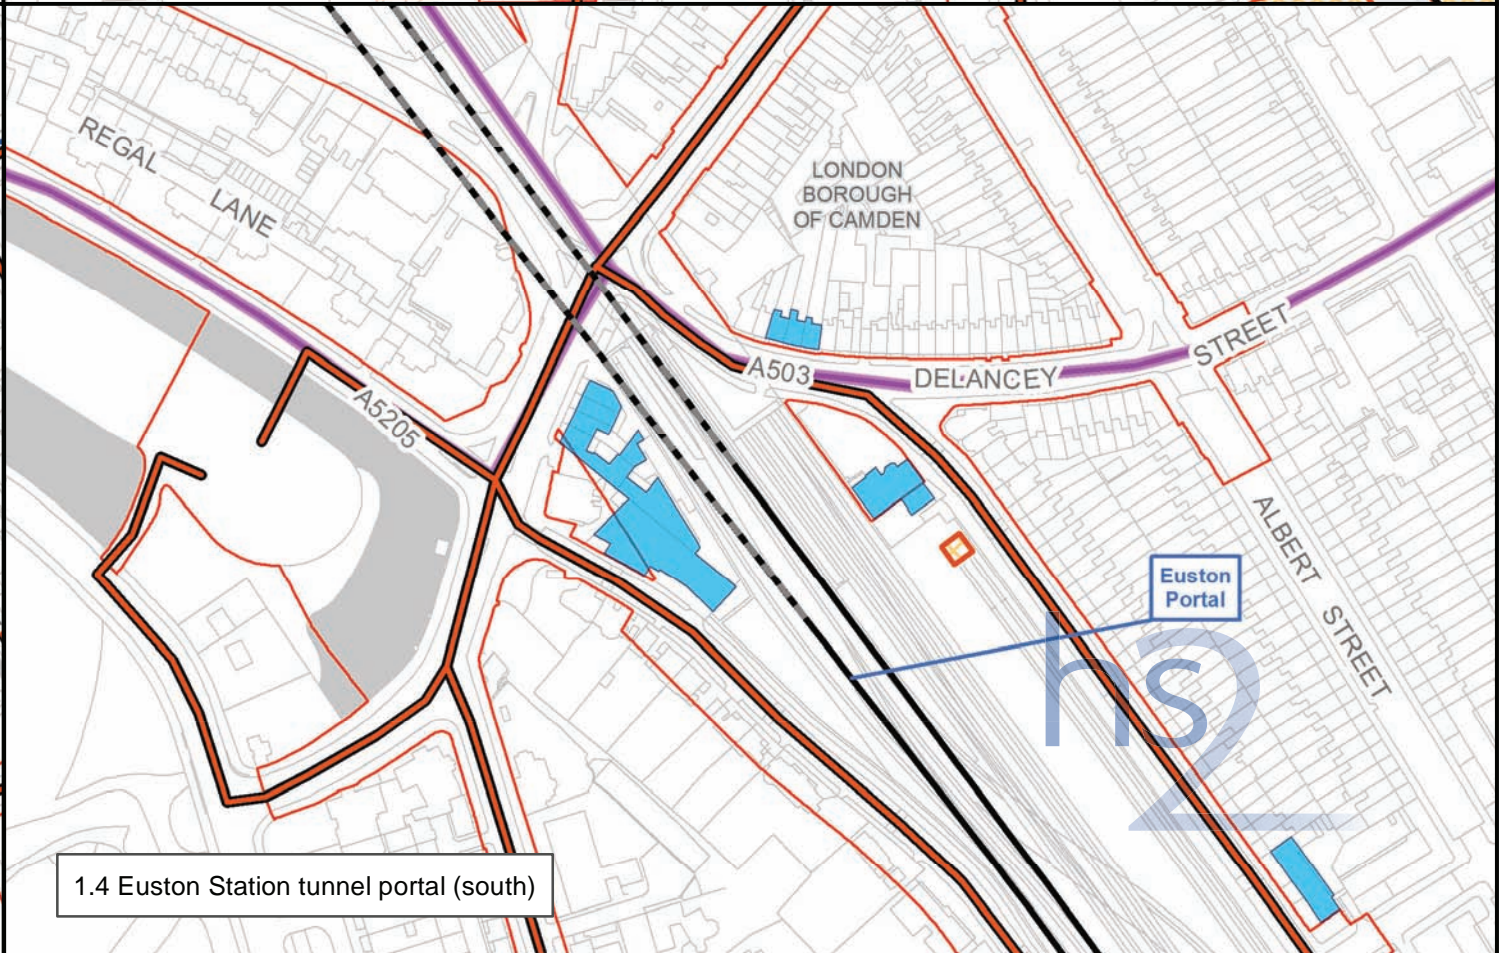 REGAL
LANE
LONDON
BOROUGH
OF CAMDEN
STREET
A503
DELANCEY
A5205
ALBERT
STREET
Euston
Portal
hs2
1.4 Euston Station tunnel portal (south)